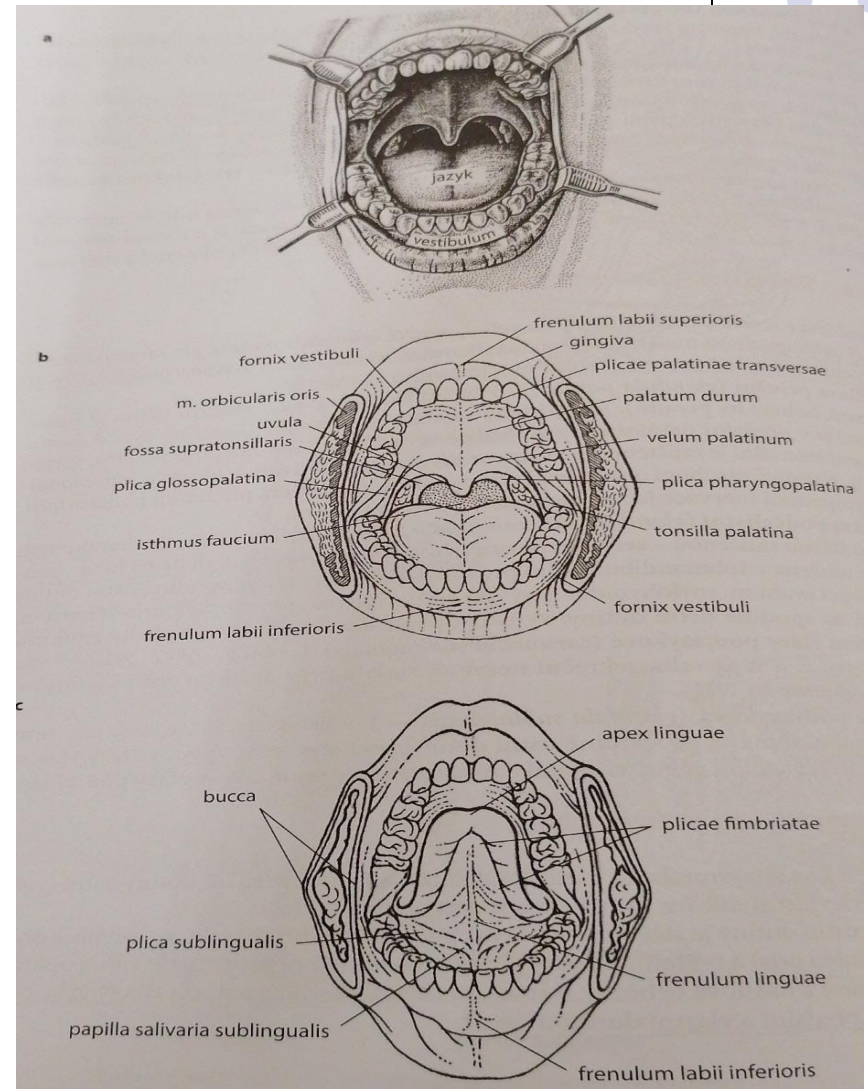 a
jazyk
vestibulum
b
frenulum labii superioris
gingiva
fornix vestibuli
plicae palatinae transversae
m. orbicularis oris
palatum durum
uvula
fossa supratonsillaris
velum palatinum
plica glossopalatina
plica pharyngopalatina
isthmus faucium
tonsilla palatina
fornix vestibuli
frenulum labii inferioris
c
apex linguae
bucca
plicae fimbriatae
plica sublingualis
frenulum linguae
papilla salivaria sublingualis
frenulum labii inferioris